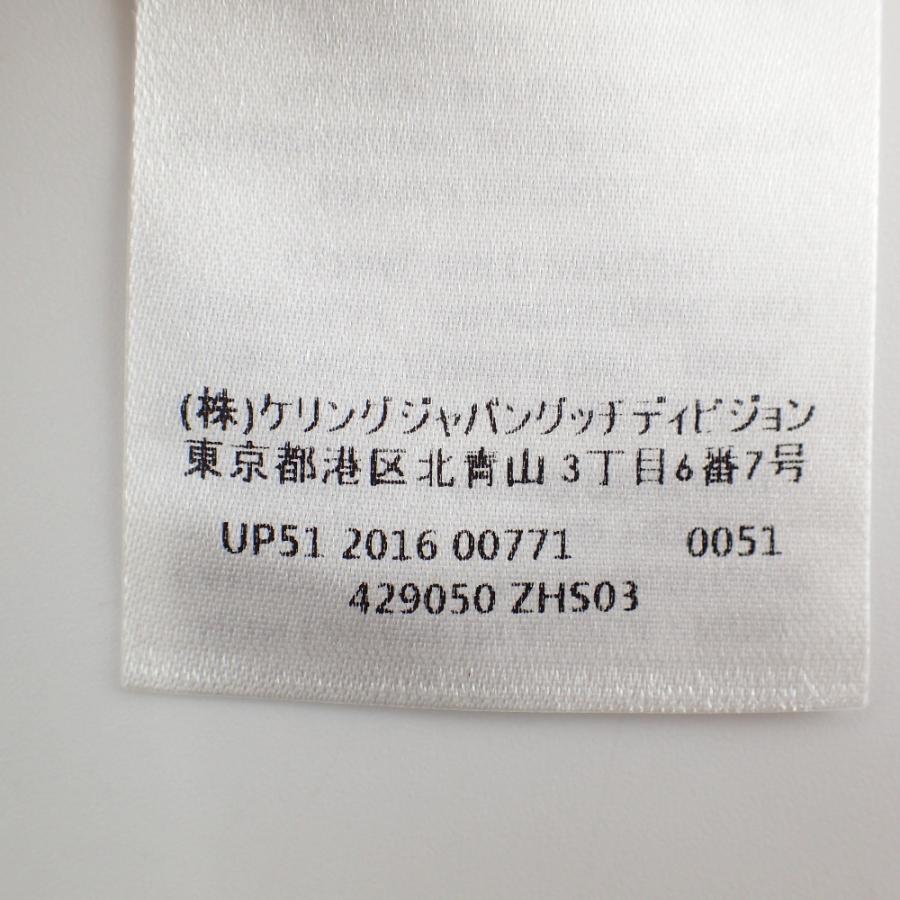 (株)ケリングジャパングッチディビジョン
東京都港区北青山3丁目6番7号
UP51 2016 00771 0051
429050 ZHS03